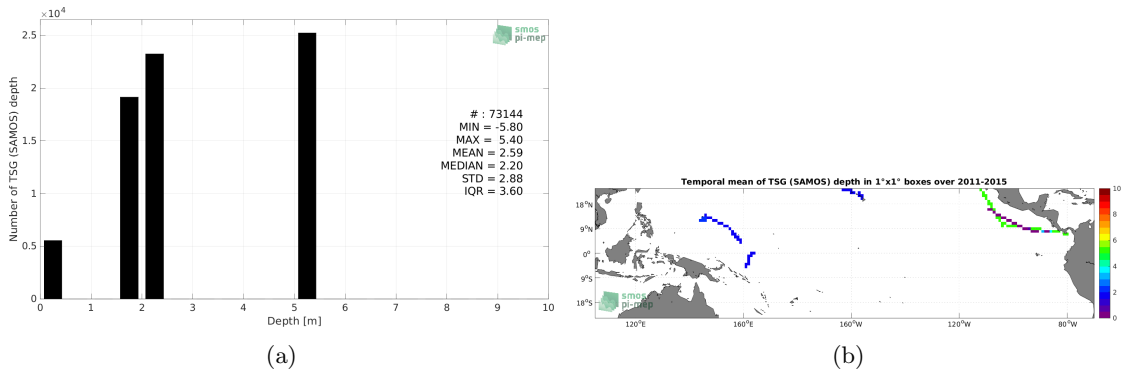 ×10⁴
smos
pi-mep
2.5
2
1.5
1
0.5
0
Number of TSG (SAMOS) depth
# : 73144
MIN = -5.80
MAX = 5.40
MEAN = 2.59
MEDIAN = 2.20
STD = 2.88
IQR = 3.60
0 1 2 3 4 5 6 7 8 9 10
Depth [m]
(a)
Temporal mean of TSG (SAMOS) depth in 1°x1° boxes over 2011-2015
18°N
9°N
0°
9°S
18°S
smos
pi-mep
120°E 160°E 160°W 120°W 80°W
10
8
6
4
2
0
(b)